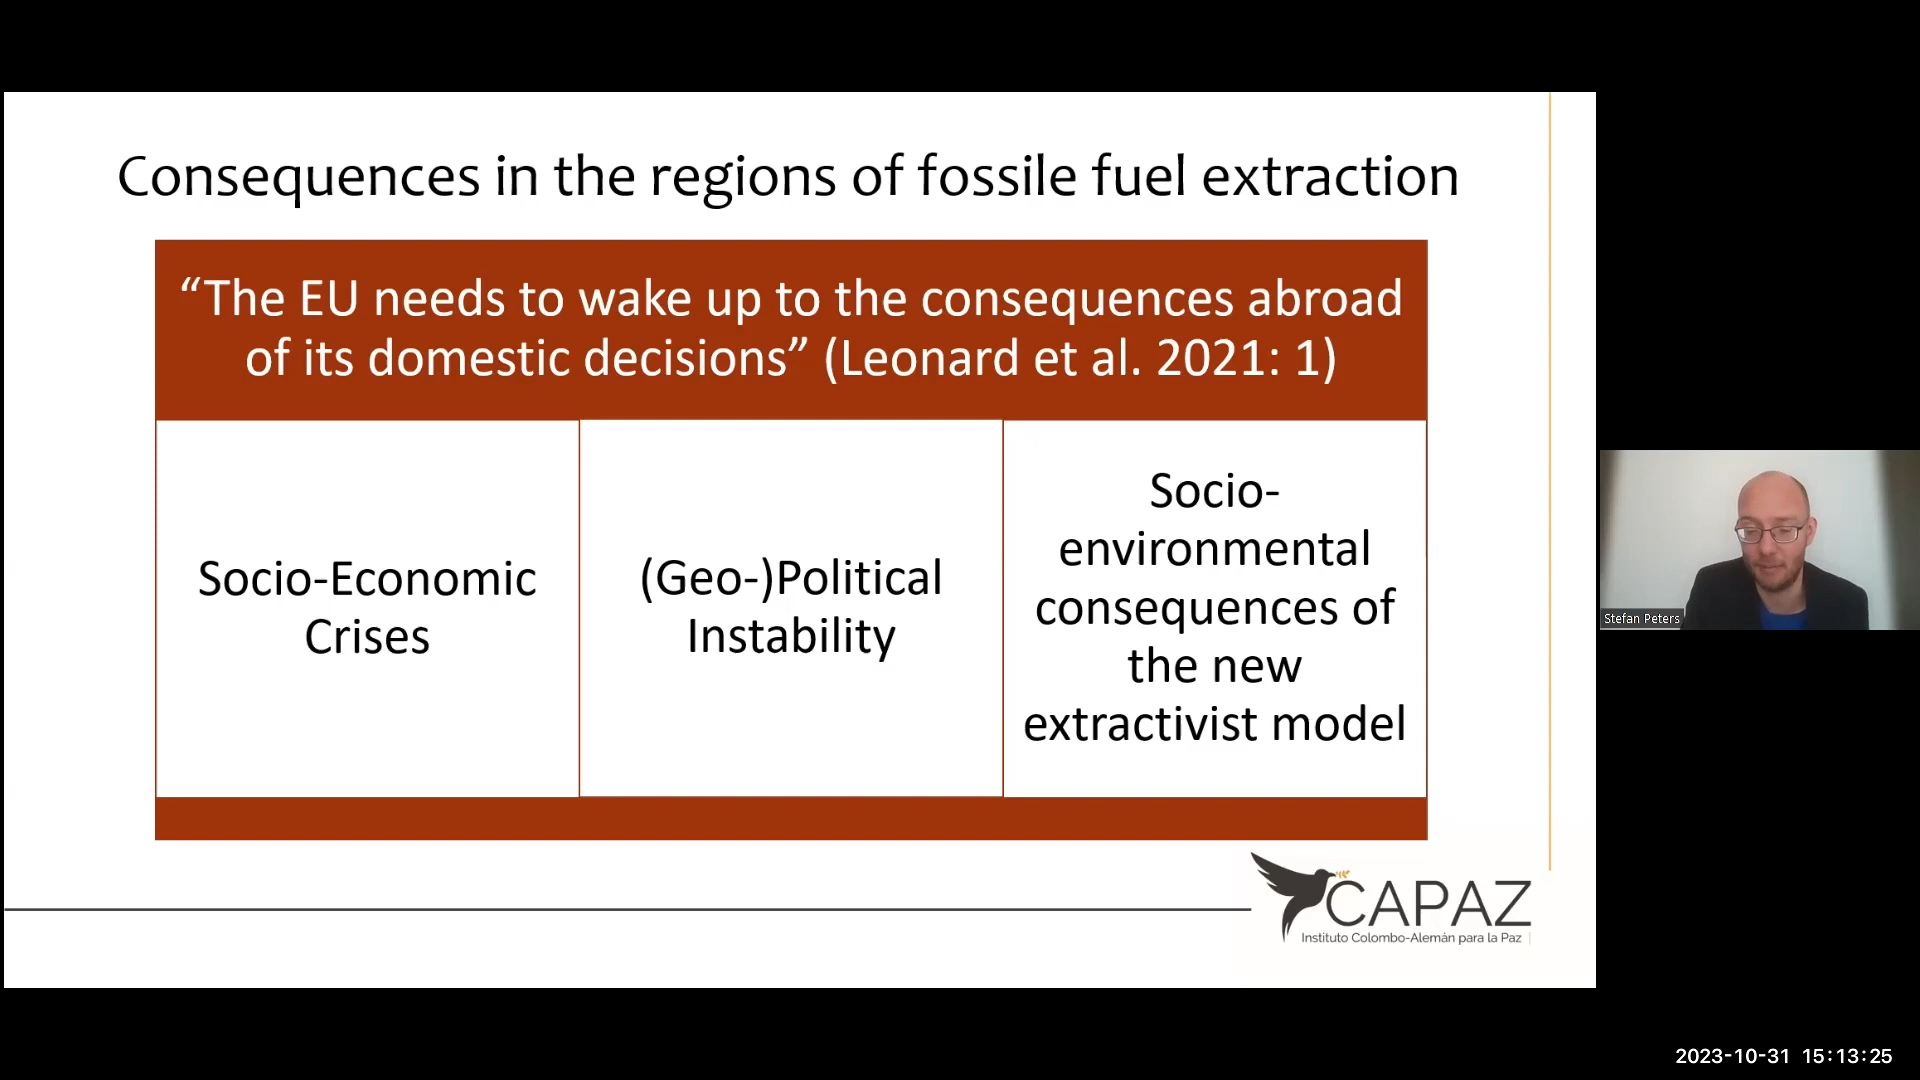 Consequences in the regions of fossile fuel extraction
“The EU needs to wake up to the consequences abroad
of its domestic decisions” (Leonard et al. 2021: 1)
Socio-Economic
Crises
(Geo-)Political
Instability
Socio-
environmental
consequences of
the new
extractivist model
CAPAZ
Instituto Colombo-Alemán para la Paz
Stefan Peters
2023-10-31 15:13:25